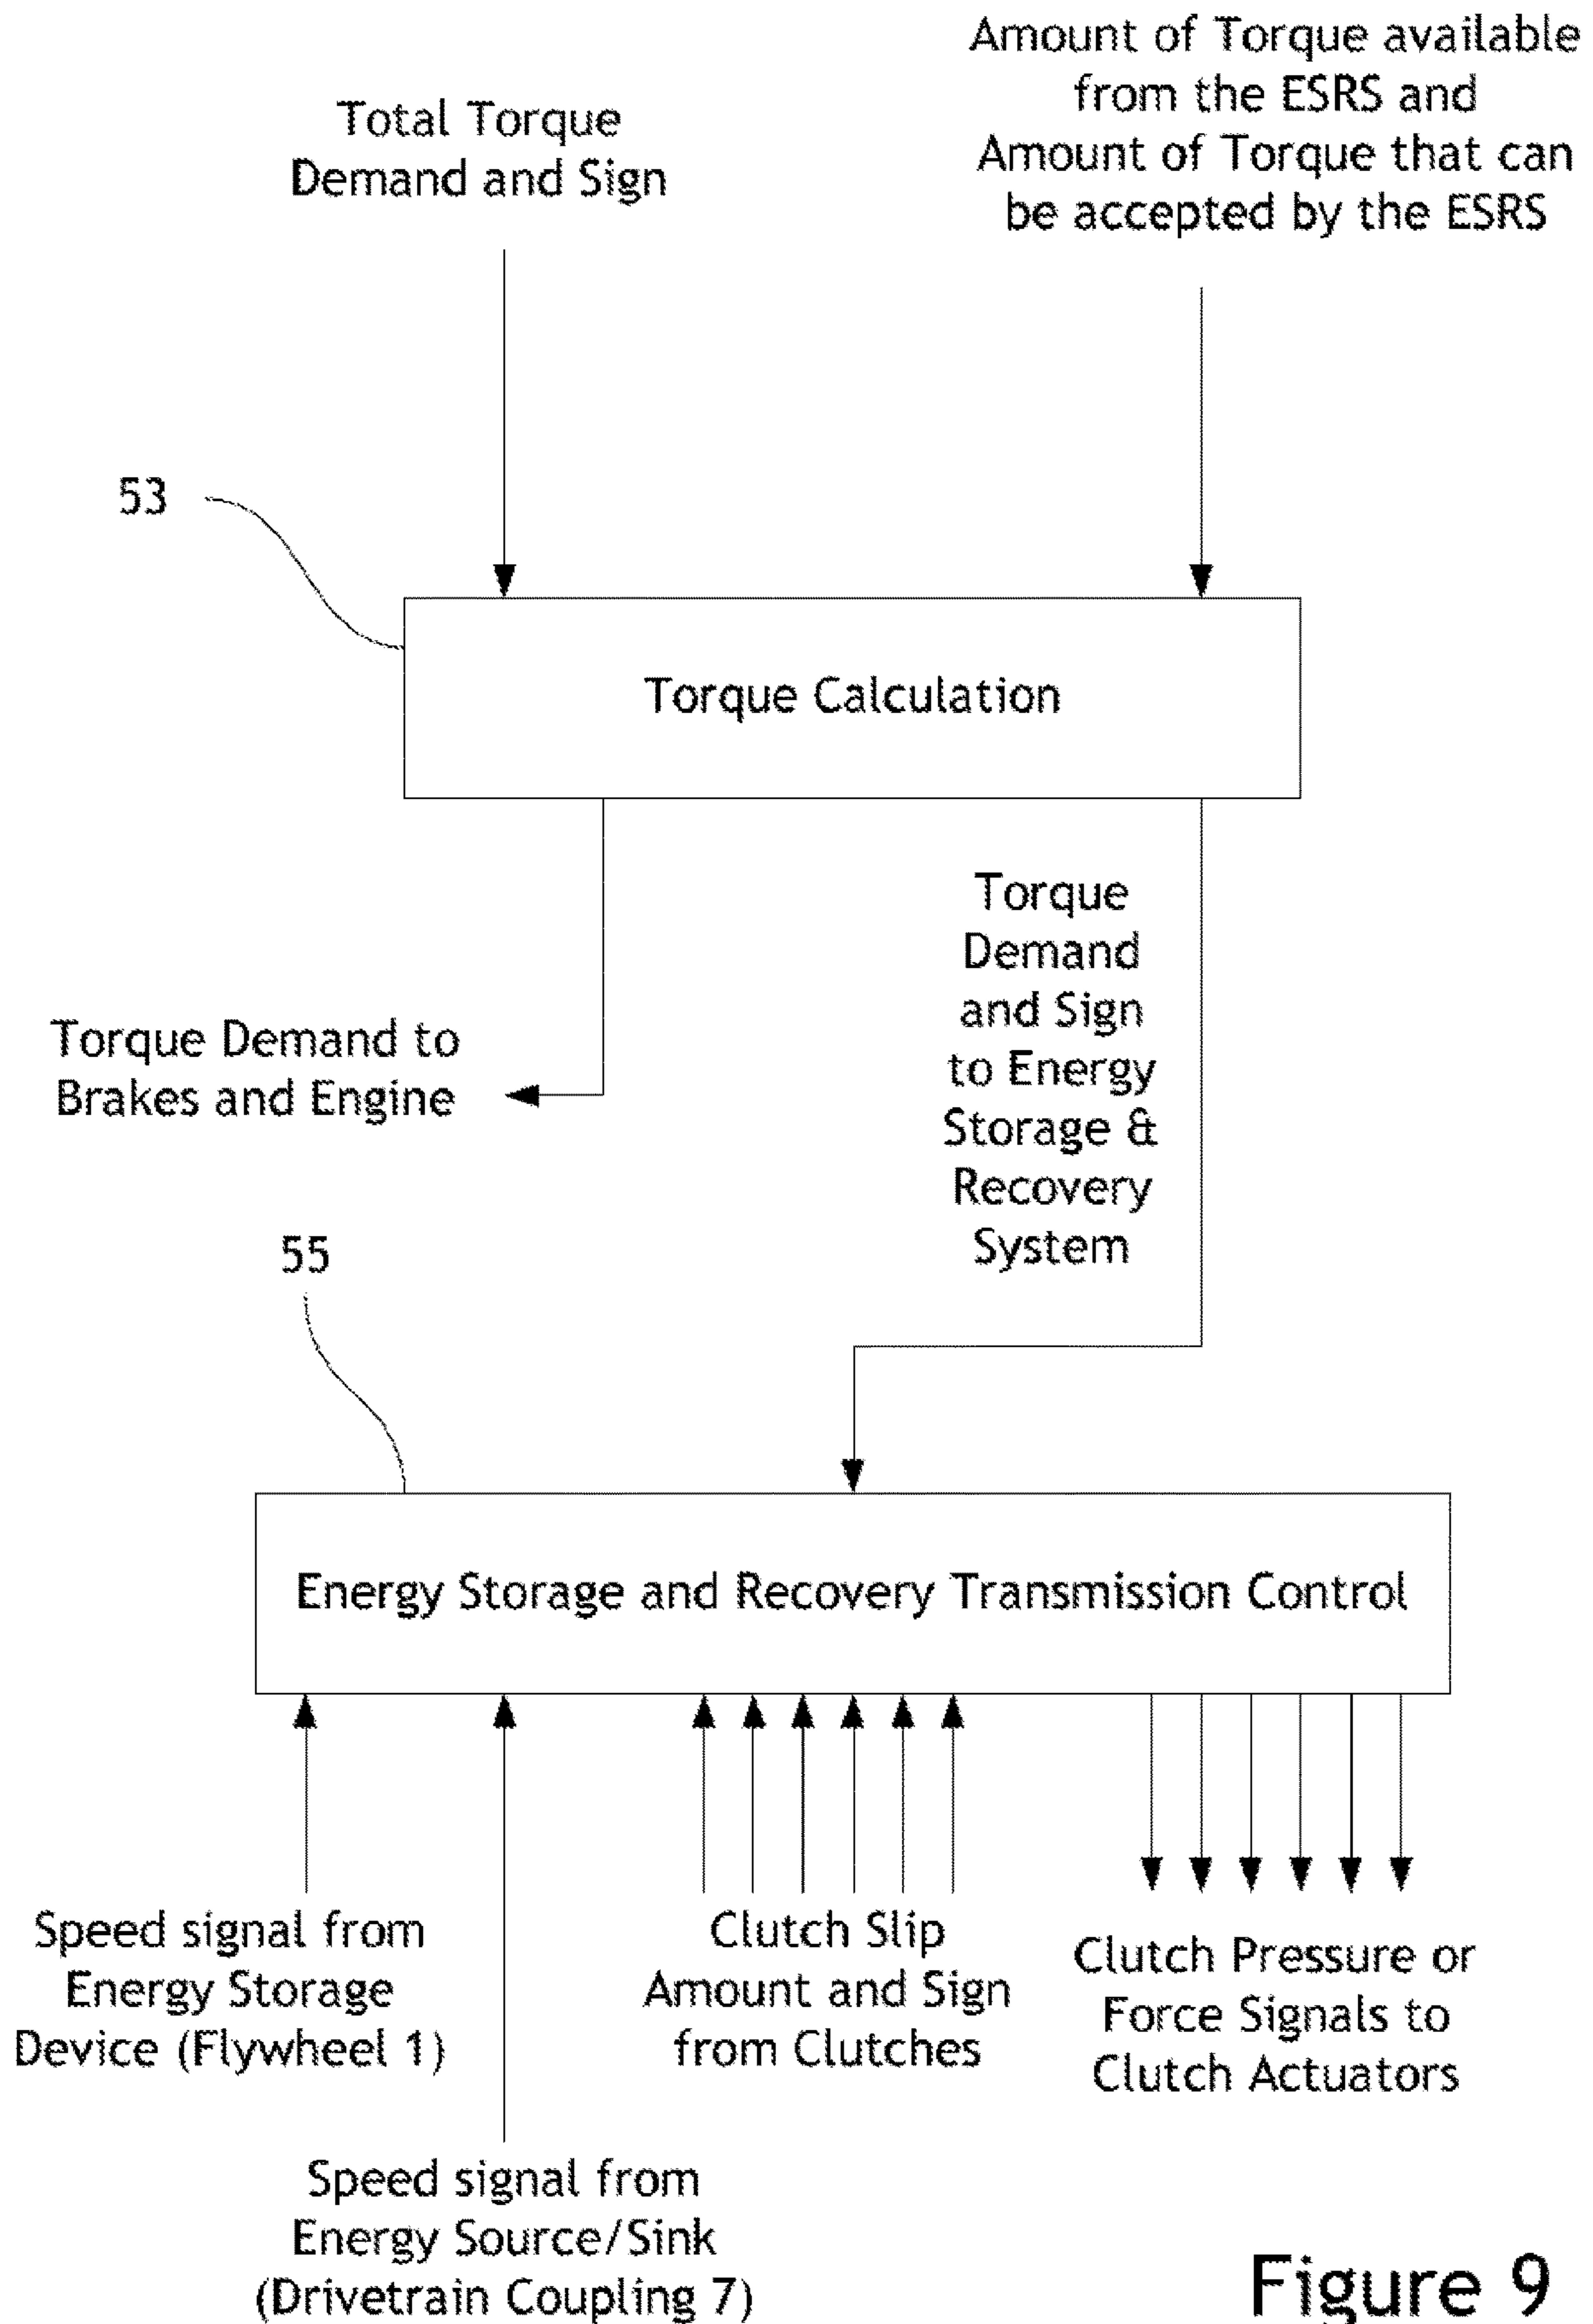 Amount of Torque available
from the ESRS and
Amount of Torque that can
be accepted by the ESRS
Total Torque
Demand and Sign
53
Torque Calculation
Torque
Demand
and Sign
to Energy
Storage &
Recovery
System
Torque Demand to
Brakes and Engine
55
Energy Storage and Recovery Transmission Control
Speed signal from
Energy Storage
Device (Flywheel 1)
Clutch Slip
Amount and Sign
from Clutches
Clutch Pressure or
Force Signals to
Clutch Actuators
Speed signal from
Energy Source/Sink
(Drivetrain Coupling 7)
Figure 9